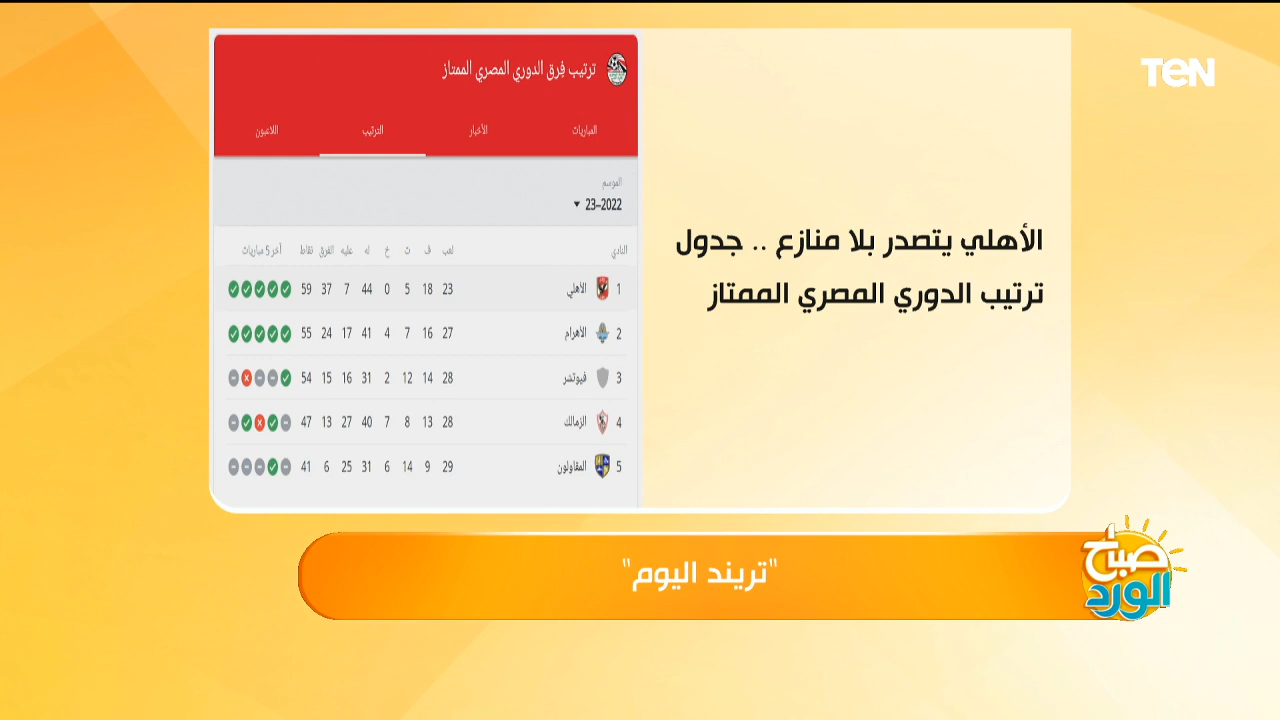 TEN
ترتيب فِرق الدوري المصري الممتاز
المباريات الأخبار الترتيب اللاعبون
الموسم
2022–23
النادي لعب ف ت خ له عليه الفرق نقاط آخر 5 مباريات
1 الأهلي 23 18 5 0 44 7 37 59
2 الأهرام 27 16 7 4 41 17 24 55
3 فيوتشر 28 14 12 2 31 16 15 54
4 الزمالك 28 13 8 7 40 27 13 47
5 المقاولون 29 9 14 6 31 25 6 41
الأهلي يتصدر بلا منازع .. جدول
ترتيب الدوري المصري الممتاز
"تريند اليوم"
صباح
الورد